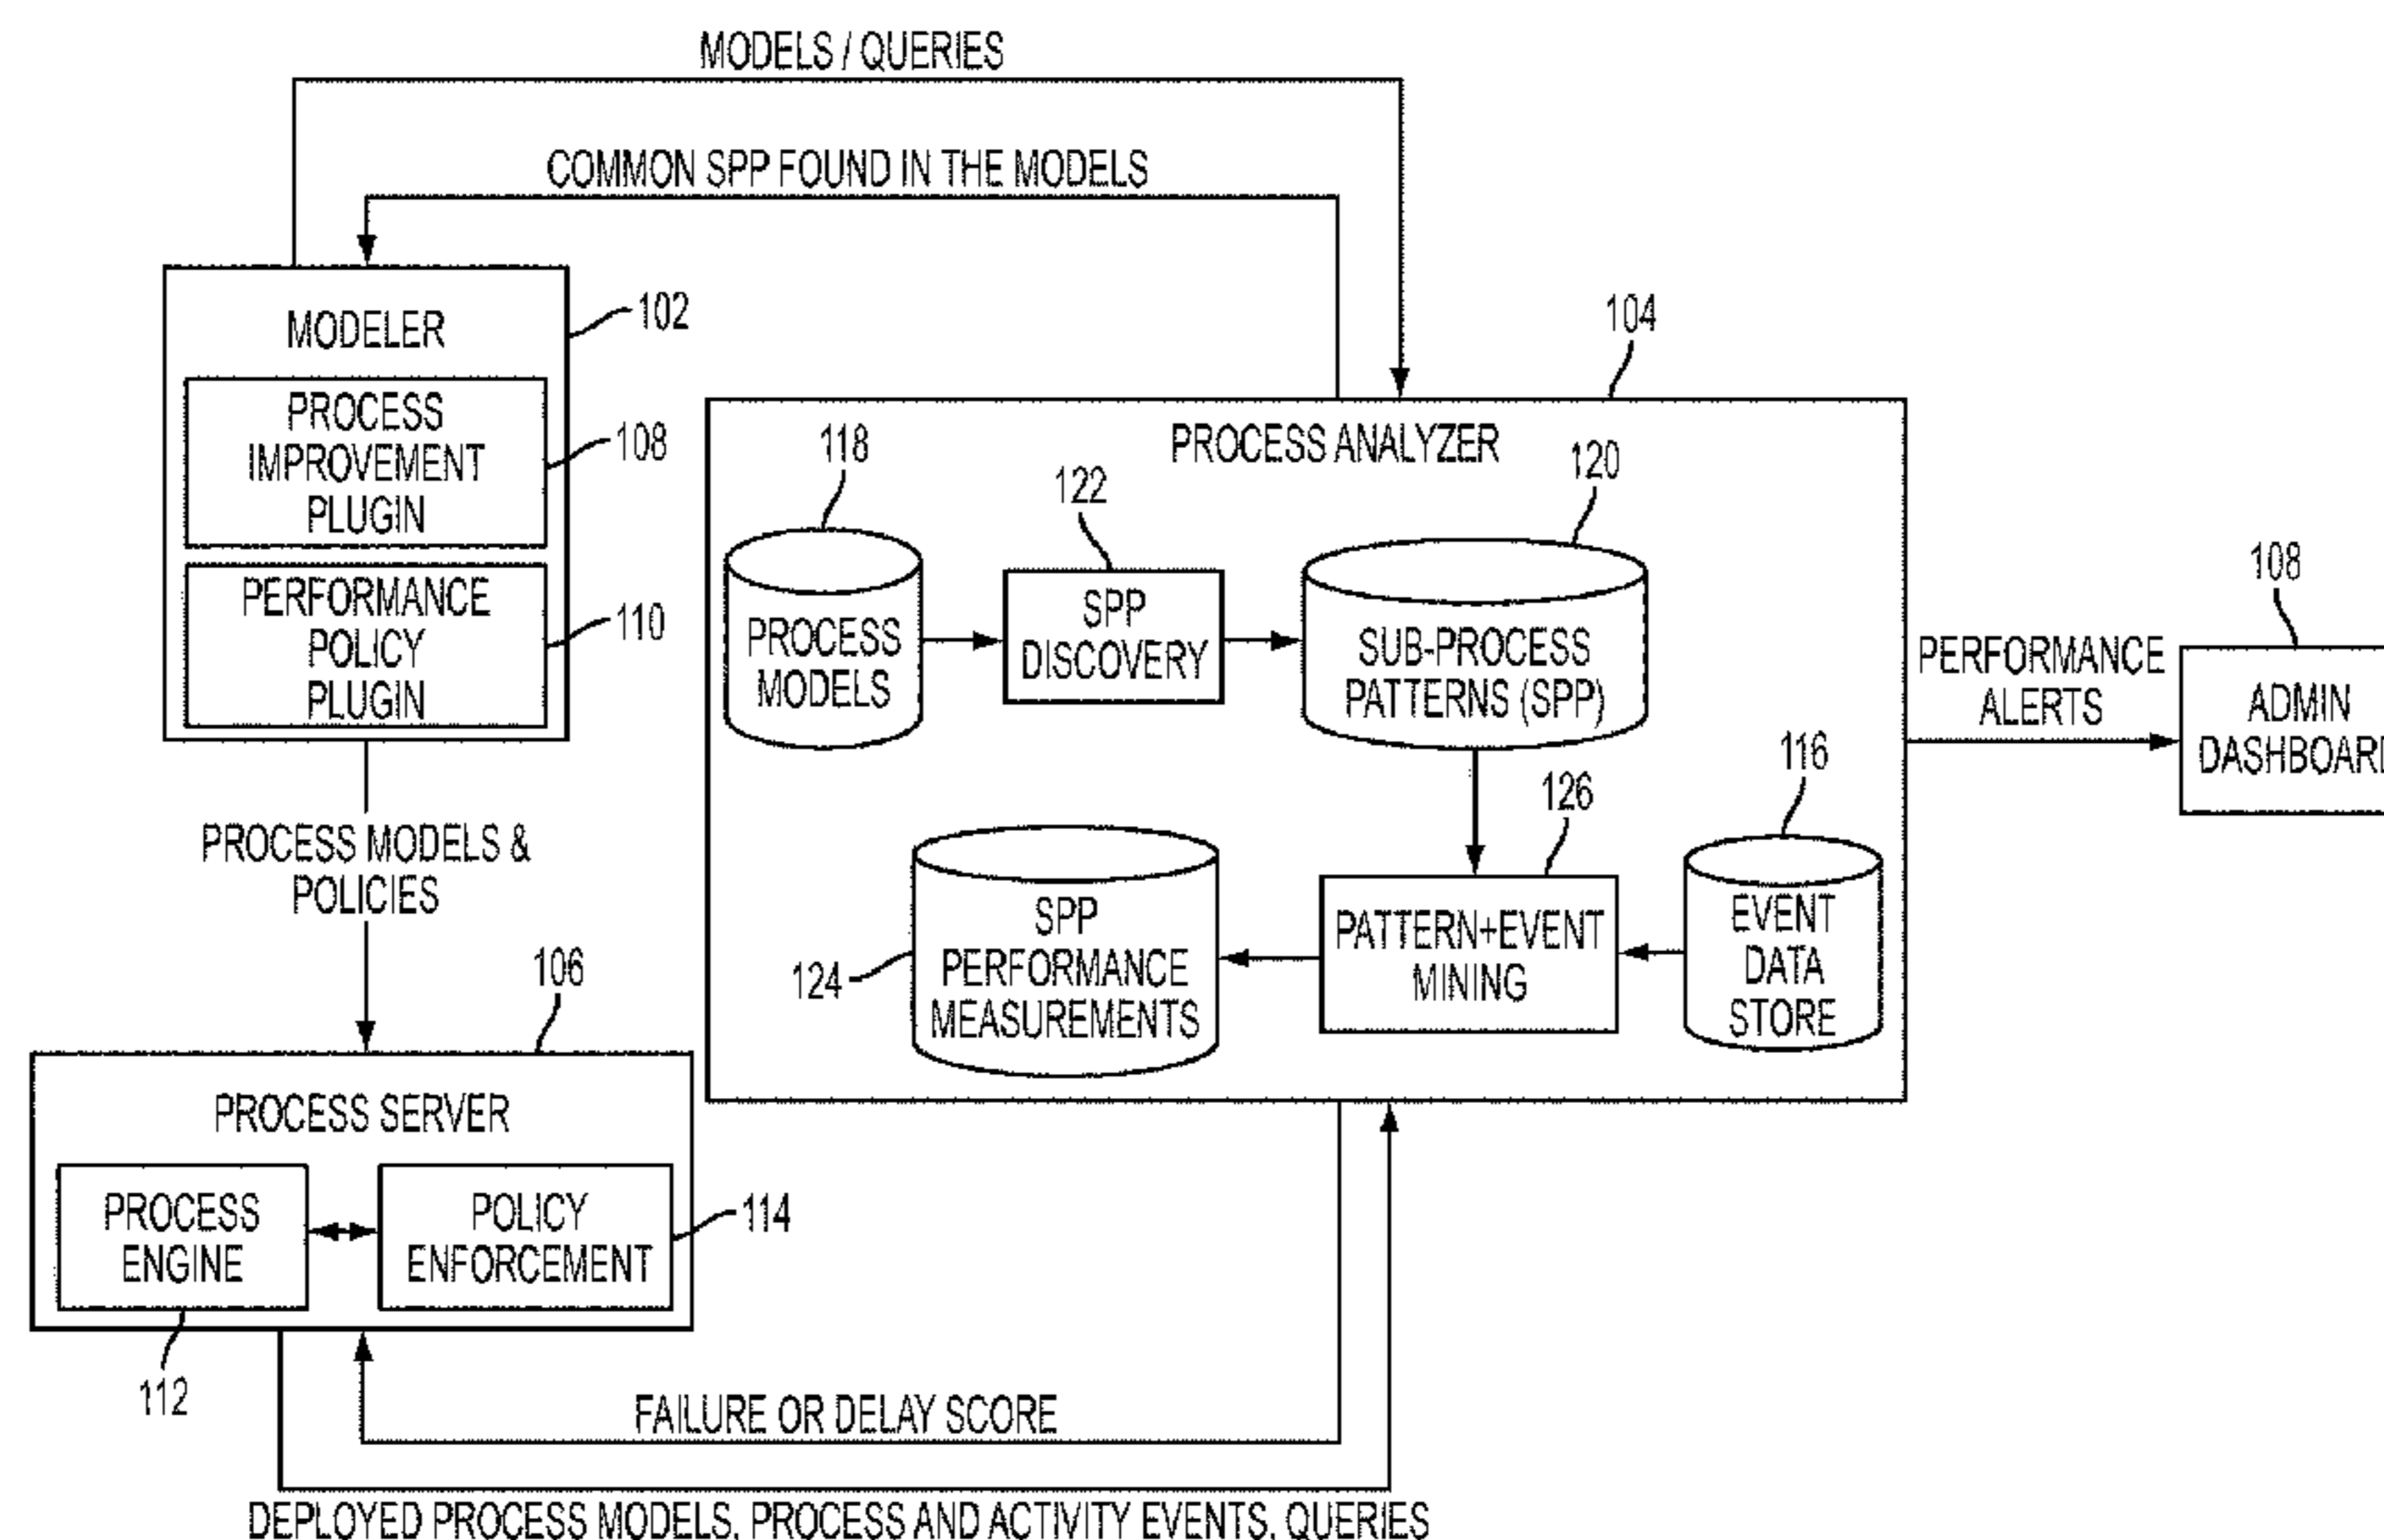 MODELS / QUERIES
COMMON SPP FOUND IN THE MODELS
MODELER
102
PROCESS
IMPROVEMENT
PLUGIN
108
PERFORMANCE
POLICY
PLUGIN
110
PROCESS MODELS &
POLICIES
104
PROCESS ANALYZER
118
PROCESS
MODELS
122
SPP
DISCOVERY
120
SUB-PROCESS
PATTERNS (SPP)
126
PATTERN+EVENT
MINING
116
EVENT
DATA
STORE
124
SPP
PERFORMANCE
MEASUREMENTS
PERFORMANCE
ALERTS
108
ADMIN
DASHBOARD
106
PROCESS SERVER
PROCESS
ENGINE
112
POLICY
ENFORCEMENT
114
FAILURE OR DELAY SCORE
DEPLOYED PROCESS MODELS, PROCESS AND ACTIVITY EVENTS, QUERIES